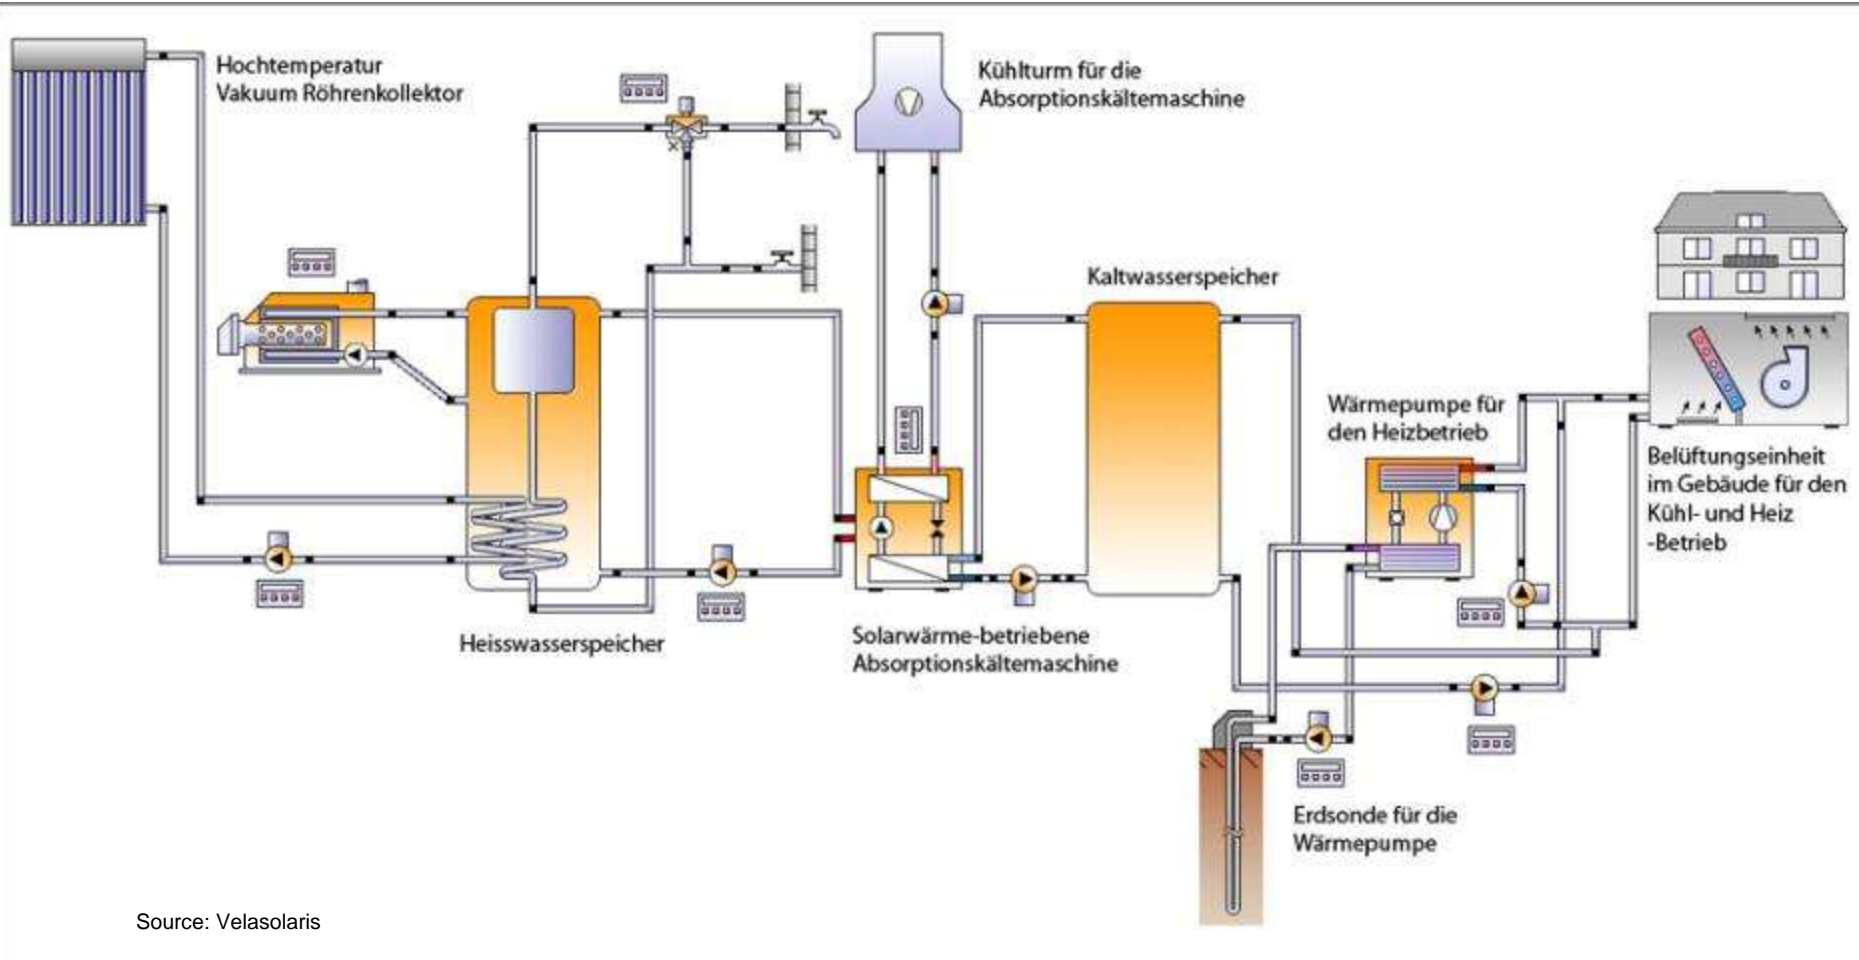 Hochtemperatur
Vakuum Röhrenkollektor
Kühlturm für die
Absorptionskältemaschine
Kaltwasserspeicher
Wärmepumpe für
den Heizbetrieb
Belüftungseinheit
im Gebäude für den
Kühl- und Heiz
-Betrieb
Heisswasserspeicher
Solarwärme-betriebene
Absorptionskältemaschine
Erdsonde für die
Wärmepumpe
Source: Velasolaris